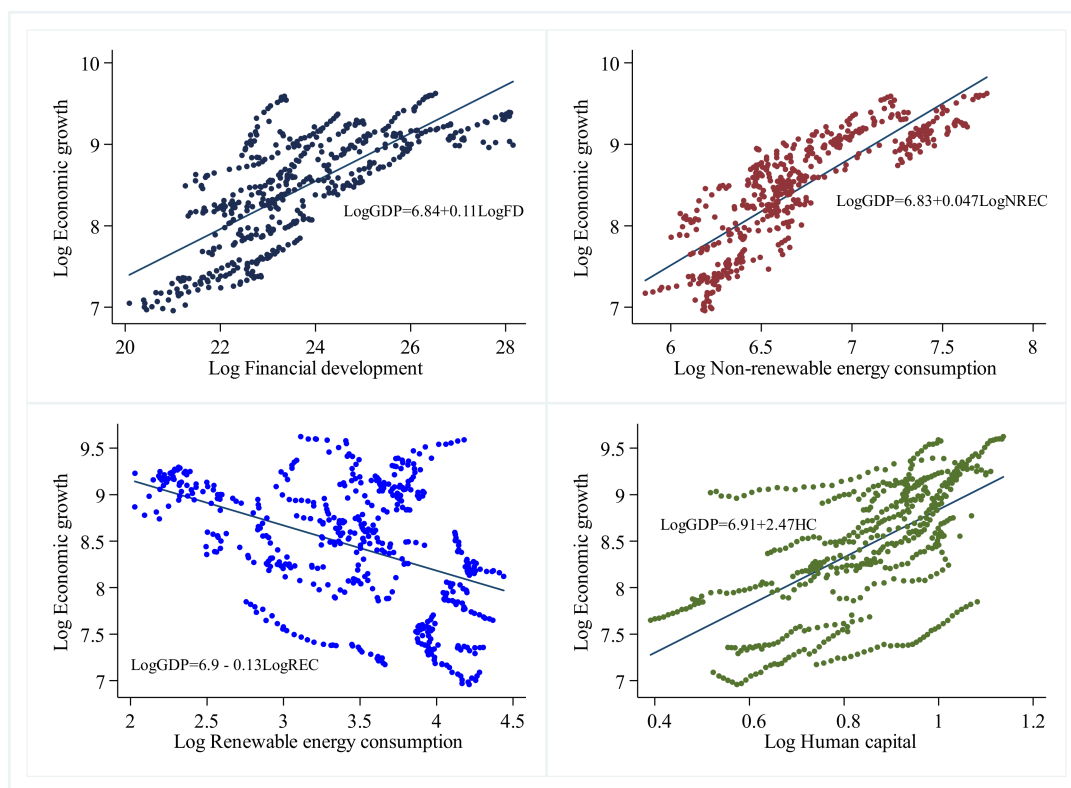 Log Economic growth
10
9
8
7
LogGDP=6.84+0.11LogFD
20 22 24 26 28
Log Financial development
Log Economic growth
10
9
8
7
LogGDP=6.83+0.047LogNREC
6 6.5 7 7.5 8
Log Non-renewable energy consumption
Log Economic growth
9.5
9
8.5
8
7.5
7
LogGDP=6.9 - 0.13LogREC
2 2.5 3 3.5 4 4.5
Log Renewable energy consumption
Log Economic growth
9.5
9
8.5
8
7.5
7
LogGDP=6.91+2.47HC
0.4 0.6 0.8 1 1.2
Log Human capital